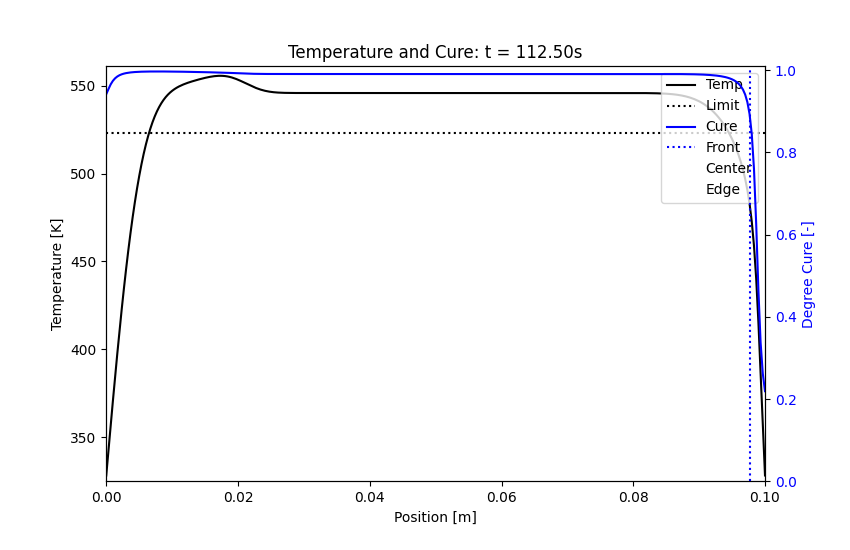 Temperature and Cure: t = 112.50s
550
500
450
400
350
Temperature [K]
1.0
0.8
0.6
0.4
0.2
0.0
Degree Cure [-]
Temp
Limit
Cure
Front
Center
Edge
0.00 0.02 0.04 0.06 0.08 0.10
Position [m]